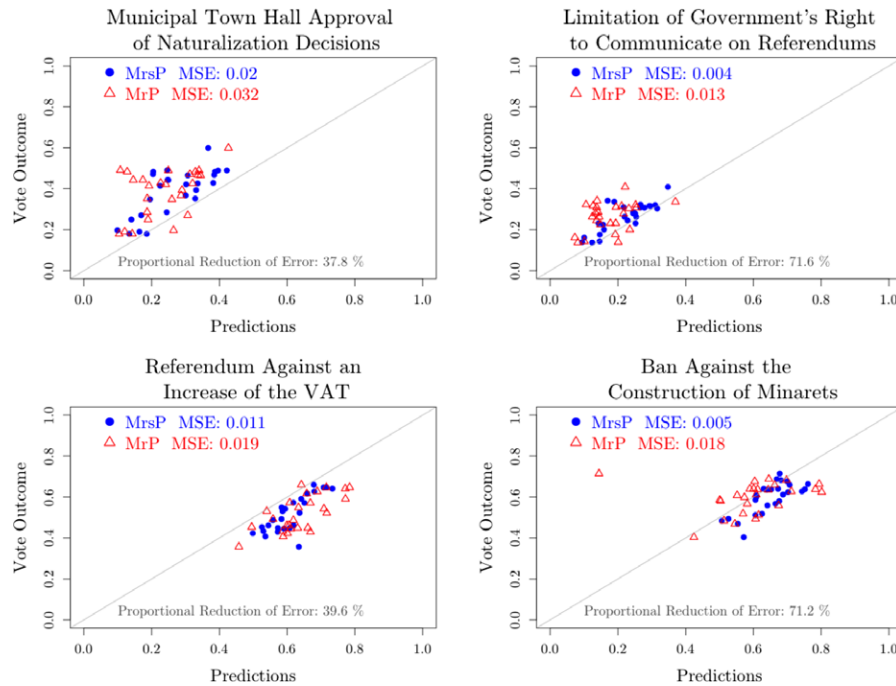 Municipal Town Hall Approval
of Naturalization Decisions
MrsP MSE: 0.02
MrP MSE: 0.032
Vote Outcome
0.0 0.2 0.4 0.6 0.8 1.0
Proportional Reduction of Error: 37.8 %
0.0 0.2 0.4 0.6 0.8 1.0
Predictions
Limitation of Government's Right
to Communicate on Referendums
MrsP MSE: 0.004
MrP MSE: 0.013
Vote Outcome
0.0 0.2 0.4 0.6 0.8 1.0
Proportional Reduction of Error: 71.6 %
0.0 0.2 0.4 0.6 0.8 1.0
Predictions
Referendum Against an
Increase of the VAT
MrsP MSE: 0.011
MrP MSE: 0.019
Vote Outcome
0.0 0.2 0.4 0.6 0.8 1.0
Proportional Reduction of Error: 39.6 %
0.0 0.2 0.4 0.6 0.8 1.0
Predictions
Ban Against the
Construction of Minarets
MrsP MSE: 0.005
MrP MSE: 0.018
Vote Outcome
0.0 0.2 0.4 0.6 0.8 1.0
Proportional Reduction of Error: 71.2 %
0.0 0.2 0.4 0.6 0.8 1.0
Predictions